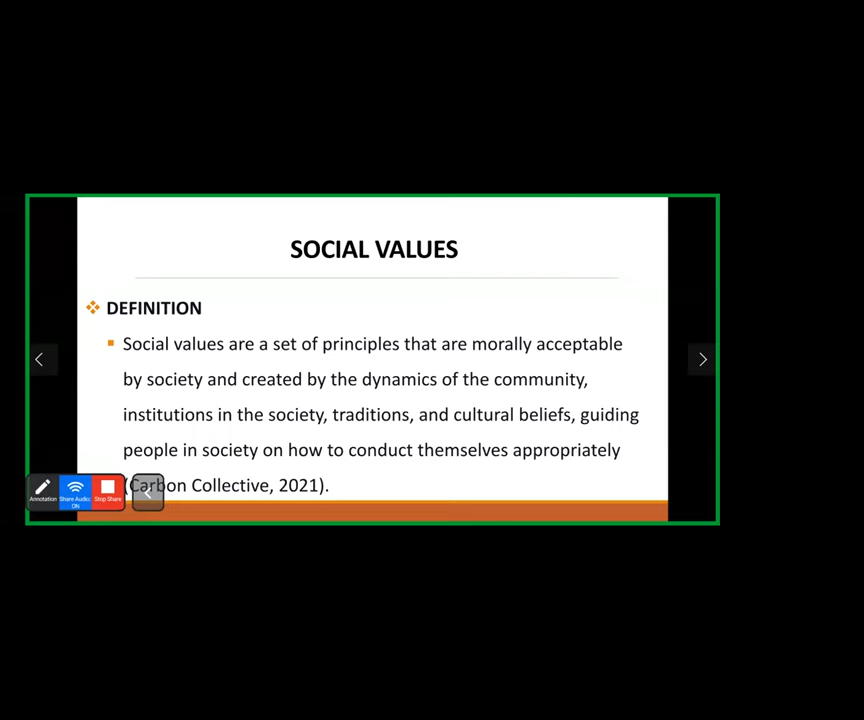 SOCIAL VALUES
DEFINITION
Social values are a set of principles that are morally acceptable
by society and created by the dynamics of the community,
institutions in the society, traditions, and cultural beliefs, guiding
people in society on how to conduct themselves appropriately
(Carbon Collective, 2021).
Annotation
Share Audio:
ON
Stop Share